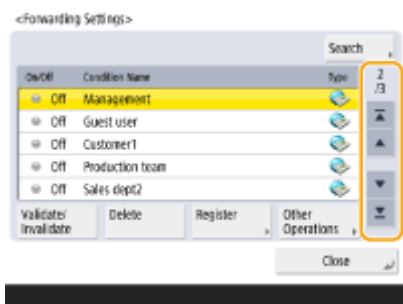 <Forwarding Settings>
Search
On/Off Condition Name Type
2
/3
Off Management
Off Guest user
Off Customer1
Off Production team
Off Sales dept2
Validate/
Invalidate
Delete
Register
Other
Operations
Close